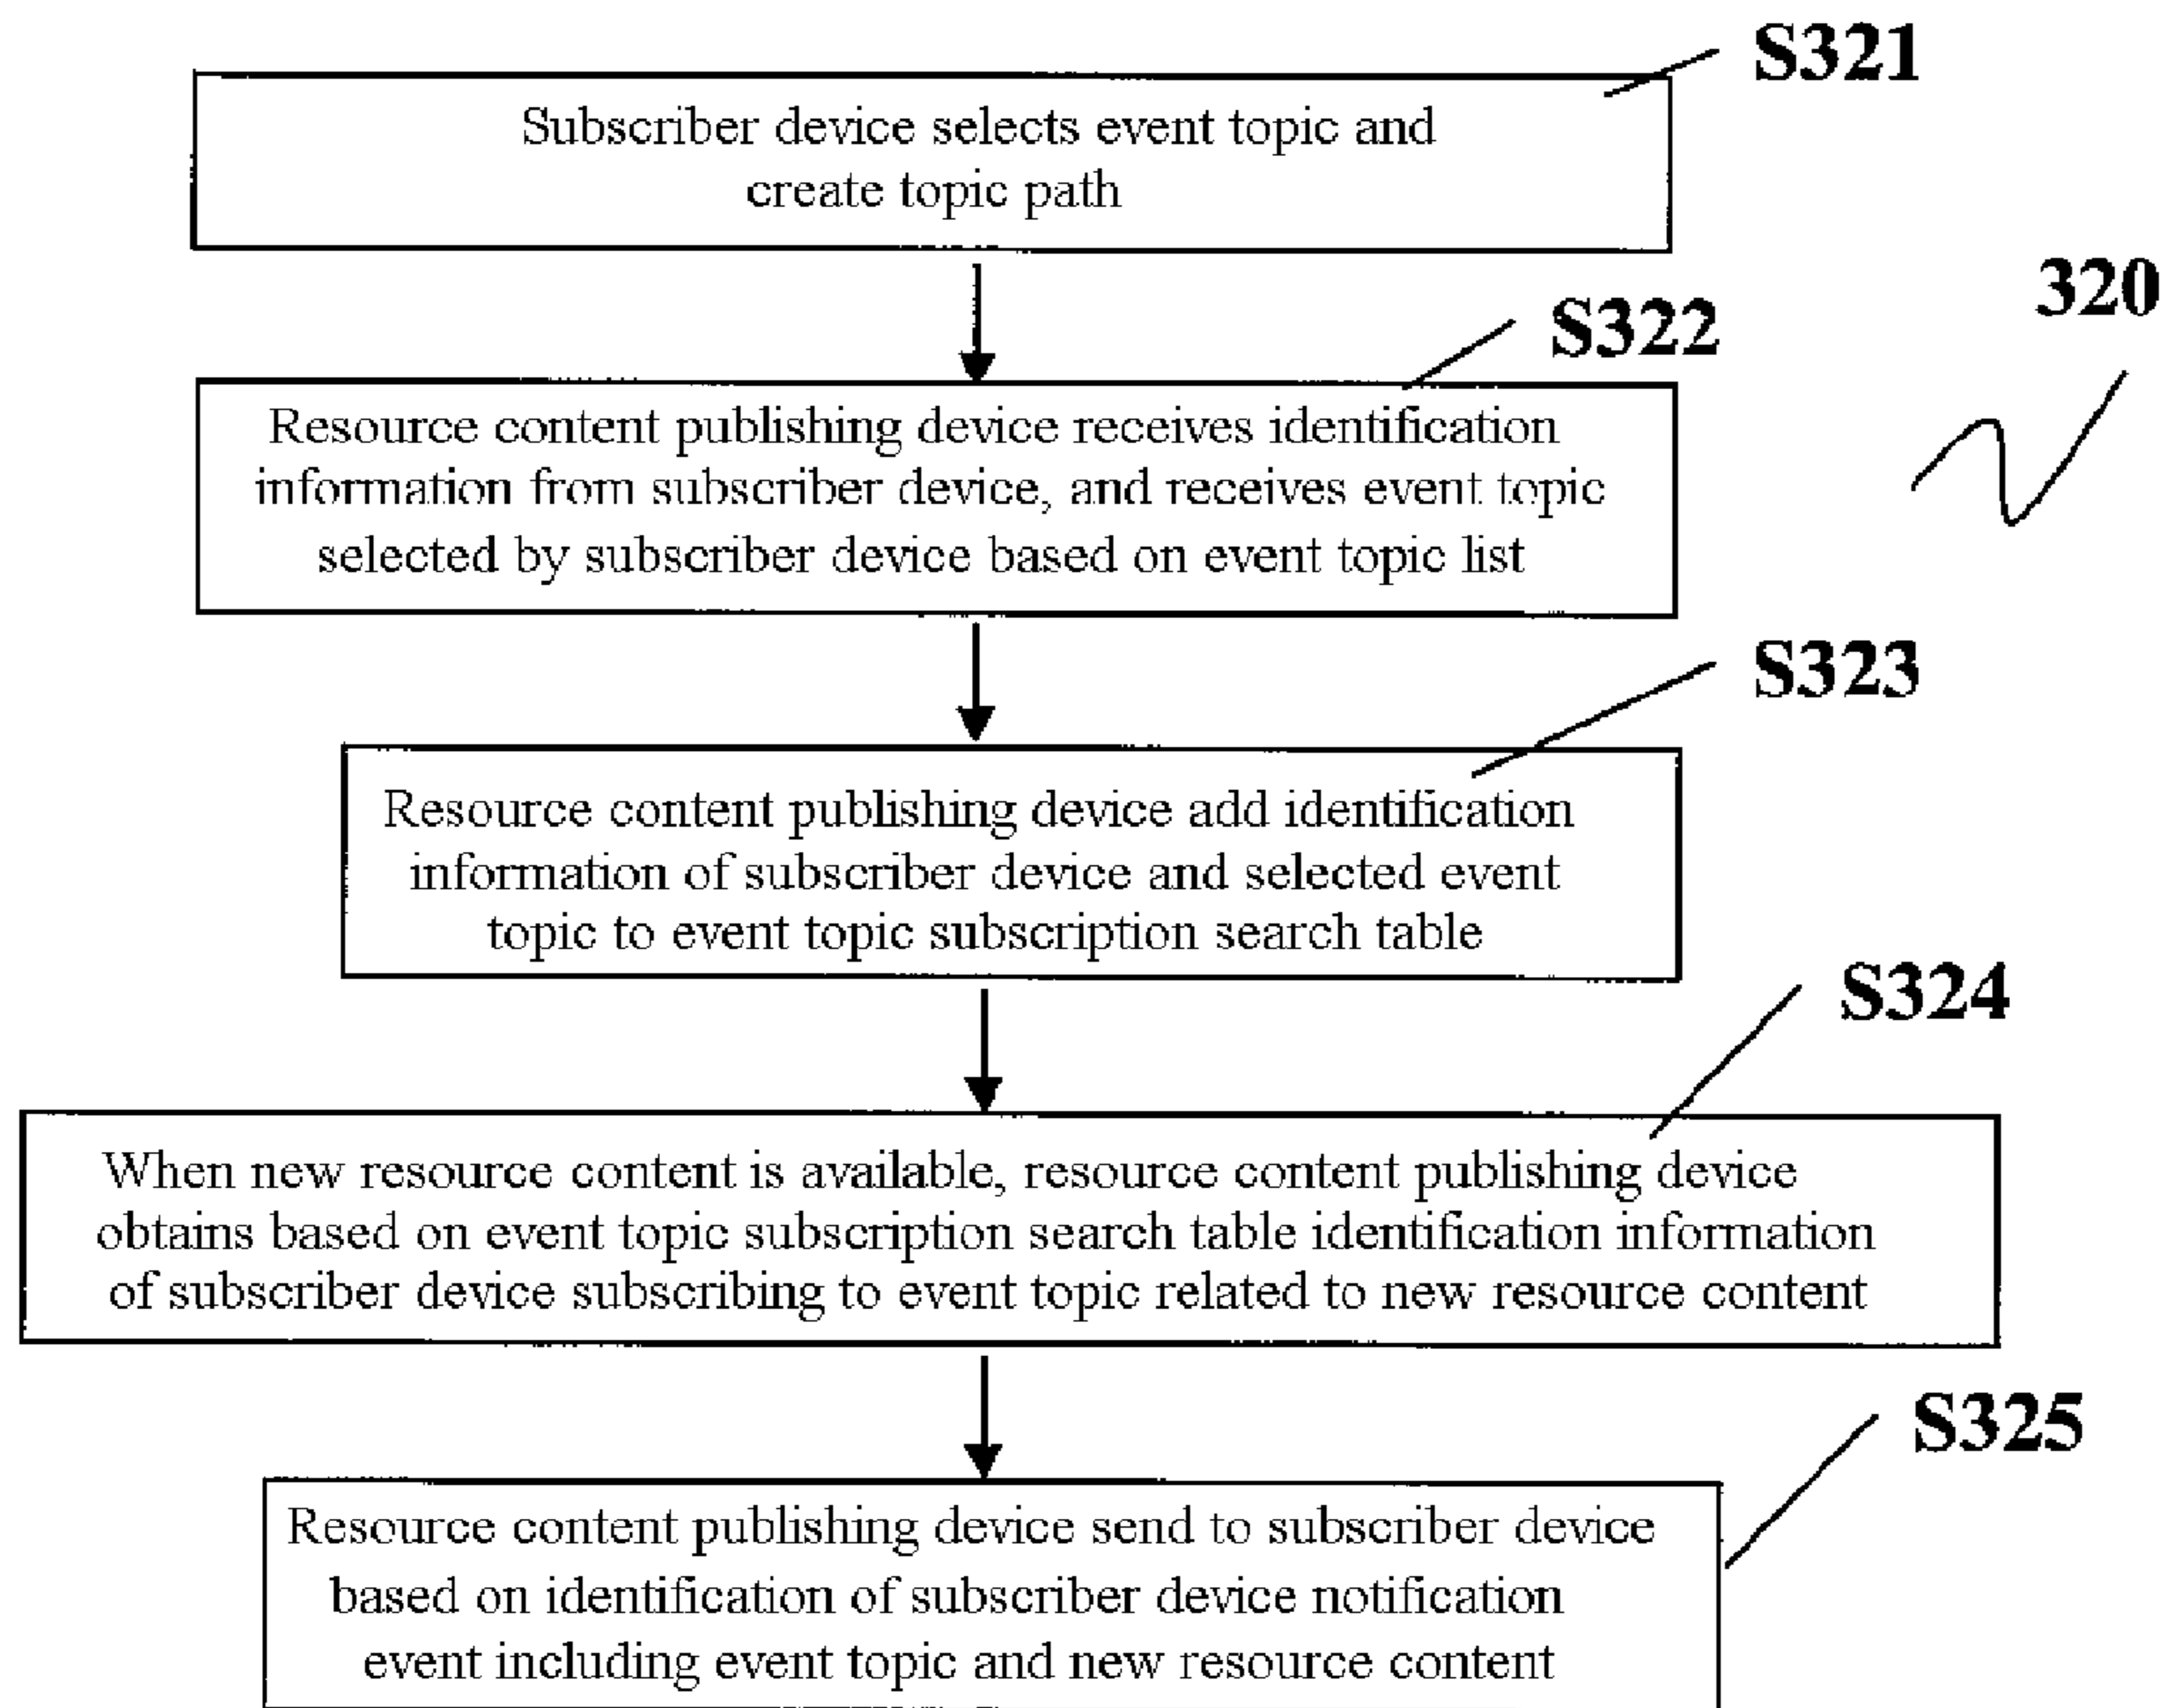 S321
Subscriber device selects event topic and
create topic path
320
S322
Resource content publishing device receives identification
information from subscriber device, and receives event topic
selected by subscriber device based on event topic list
S323
Resource content publishing device add identification
information of subscriber device and selected event
topic to event topic subscription search table
S324
When new resource content is available, resource content publishing device
obtains based on event topic subscription search table identification information
of subscriber device subscribing to event topic related to new resource content
S325
Resource content publishing device send to subscriber device
based on identification of subscriber device notification
event including event topic and new resource content